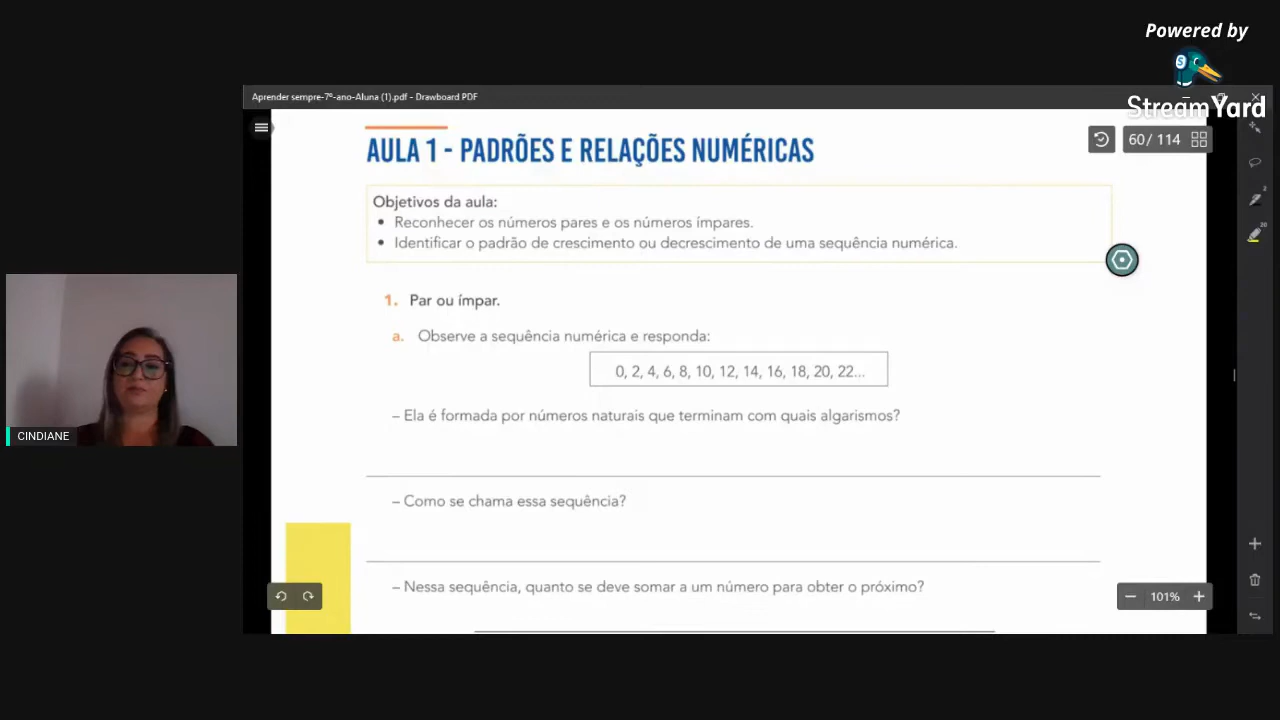 Powered by
StreamYard
Aprender sempre-7º-ano-Aluna (1).pdf - Drawboard PDF
60 / 114
AULA 1 - PADRÕES E RELAÇÕES NUMÉRICAS
Objetivos da aula:
• Reconhecer os números pares e os números ímpares.
• Identificar o padrão de crescimento ou decrescimento de uma sequência numérica.
2
20
1. Par ou ímpar.
a. Observe a sequência numérica e responda:
0, 2, 4, 6, 8, 10, 12, 14, 16, 18, 20, 22...
– Ela é formada por números naturais que terminam com quais algarismos?
CINDIANE
– Como se chama essa sequência?
– Nessa sequência, quanto se deve somar a um número para obter o próximo?
101%